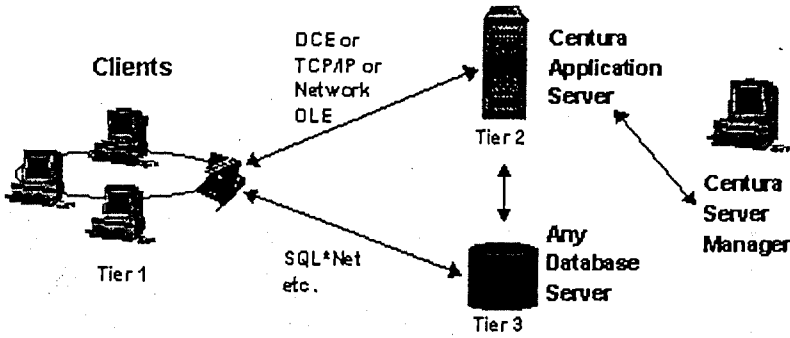 Clients
Tier 1
DCE or
TCP/IP or
Network
OLE
SQL*Net
etc.
Centura
Application
Server
Tier 2
Any
Database
Server
Tier 3
Centura
Server
Manager